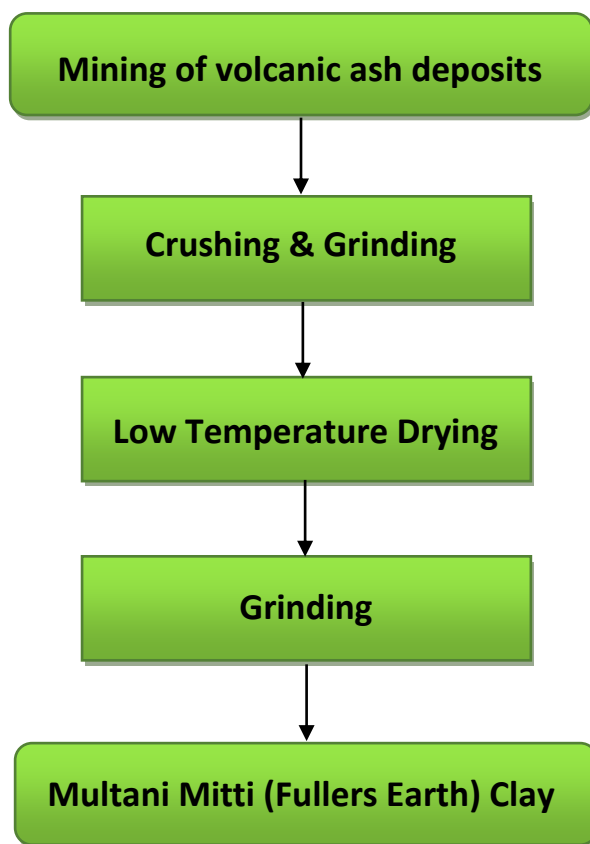 Mining of volcanic ash deposits
Crushing & Grinding
Low Temperature Drying
Grinding
Multani Mitti (Fullers Earth) Clay